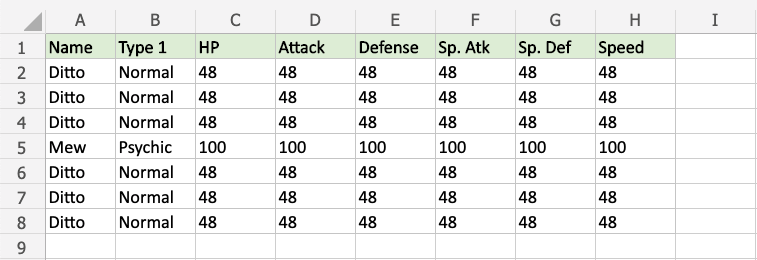 A B C D E F G H I
1 Name Type 1 HP Attack Defense Sp. Atk Sp. Def Speed
2 Ditto Normal 48 48 48 48 48 48
3 Ditto Normal 48 48 48 48 48 48
4 Ditto Normal 48 48 48 48 48 48
5 Mew Psychic 100 100 100 100 100 100
6 Ditto Normal 48 48 48 48 48 48
7 Ditto Normal 48 48 48 48 48 48
8 Ditto Normal 48 48 48 48 48 48
9